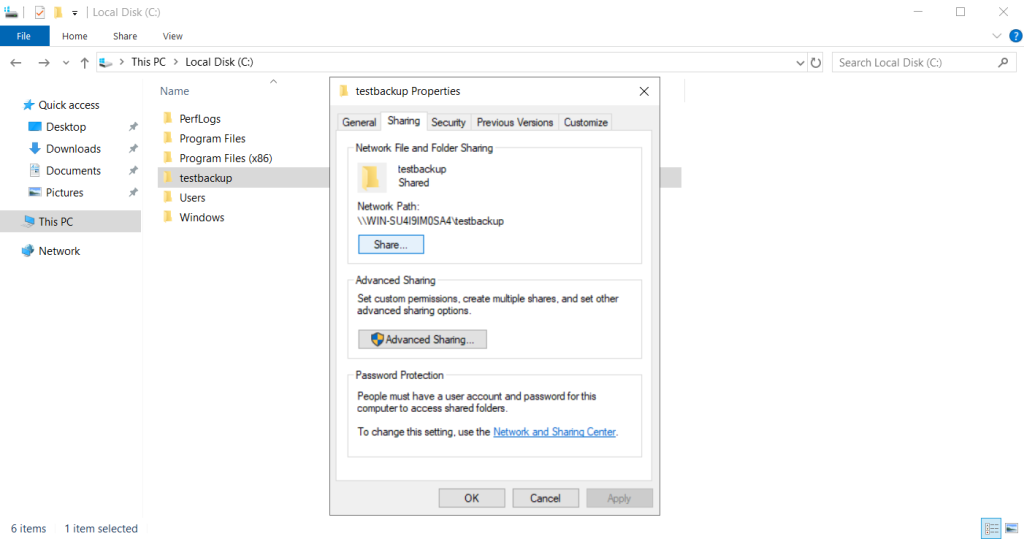 Local Disk (C:)
File Home Share View
This PC > Local Disk (C:)
Search Local Disk (C:)
Quick access
Desktop
Downloads
Documents
Pictures
This PC
Network
Name
PerfLogs
Program Files
Program Files (x86)
testbackup
Users
Windows
testbackup Properties
General Sharing Security Previous Versions Customize
Network File and Folder Sharing
testbackup
Shared
Network Path:
\\WIN-SU4I9IM0SA4\testbackup
Share...
Advanced Sharing
Set custom permissions, create multiple shares, and set other
advanced sharing options.
Advanced Sharing...
Password Protection
People must have a user account and password for this
computer to access shared folders.
To change this setting, use the Network and Sharing Center.
OK Cancel Apply
6 items 1 item selected